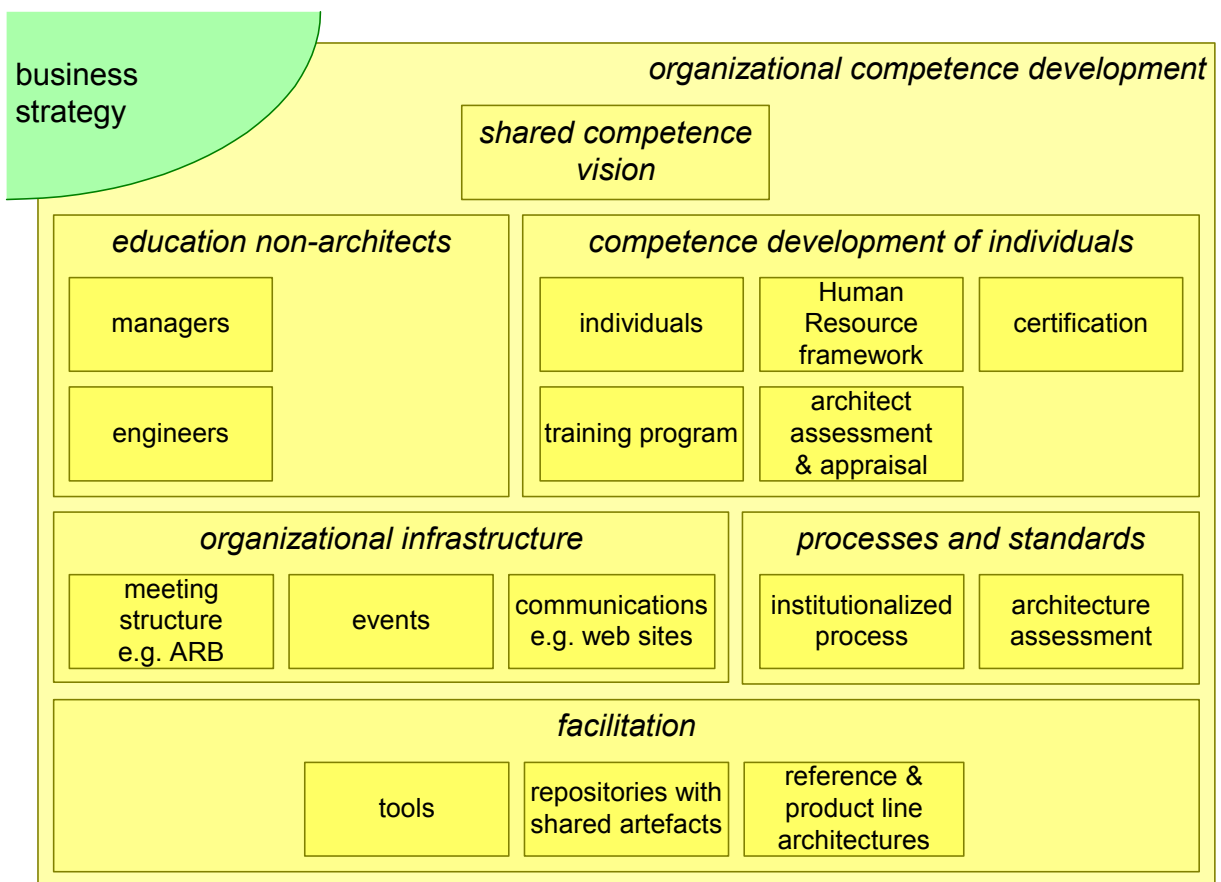 business
strategy
organizational competence development
shared competence
vision
education non-architects
managers
engineers
competence development of individuals
individuals
Human
Resource
framework
certification
training program
architect
assessment
& appraisal
organizational infrastructure
meeting
structure
e.g. ARB
events
communications
e.g. web sites
processes and standards
institutionalized
process
architecture
assessment
facilitation
tools
repositories with
shared artefacts
reference &
product line
architectures